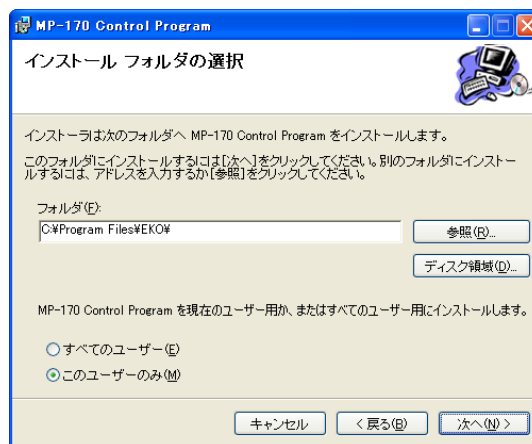 MP-170 Control Program
インストール フォルダの選択
インストーラは次のフォルダへ MP-170 Control Program をインストールします。
このフォルダにインストールするには[次へ]をクリックしてください。別のフォルダにインストー
ルするには、アドレスを入力するか[参照]をクリックしてください。
フォルダ(F):
C:¥Program Files¥EKO¥
参照(R)...
ディスク領域(D)...
MP-170 Control Program を現在のユーザー用か、またはすべてのユーザー用にインストールします。
すべてのユーザー(E)
このユーザーのみ(M)
キャンセル
< 戻る(B)
次へ(N) >